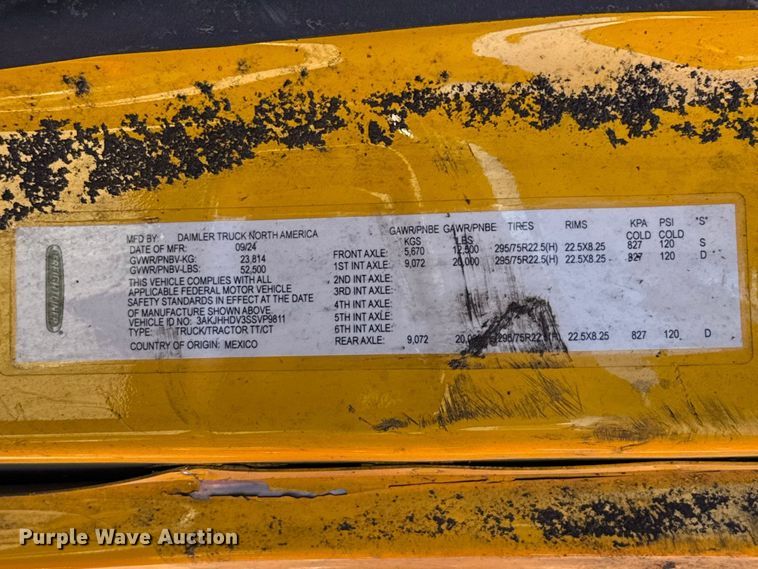 FREIGHTLINER
MFD BY DAIMLER TRUCK NORTH AMERICA
DATE OF MFR: 09/24
GVWR/PNBV-KG: 23,814
GVWR/PNBV-LBS: 52,500
THIS VEHICLE COMPLIES WITH ALL
APPLICABLE FEDERAL MOTOR VEHICLE
SAFETY STANDARDS IN EFFECT AT THE DATE
OF MANUFACTURE SHOWN ABOVE
VEHICLE ID NO: 3AKJHHDV3SSVP9811
TYPE: TRUCK/TRACTOR TT/CT
COUNTRY OF ORIGIN: MEXICO
GAWR/PNBE GAWR/PNBE TIRES RIMS KPA PSI "S"
KGS LBS COLD COLD
FRONT AXLE: 5,670 12,500 295/75R22.5(H) 22.5X8.25 827 120 S
1ST INT AXLE: 9,072 20,000 295/75R22.5(H) 22.5X8.25 827 120 D
2ND INT AXLE:
3RD INT AXLE:
4TH INT AXLE:
5TH INT AXLE:
6TH INT AXLE:
REAR AXLE: 9,072 295/75R22.5(H) 22.5X8.25 827 120 D
Purple Wave Auction